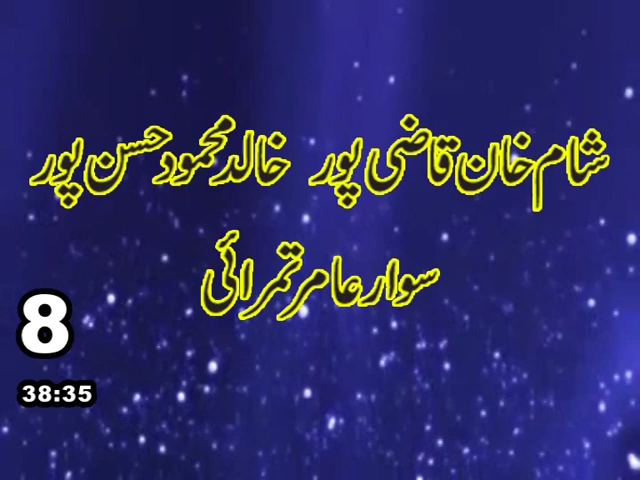 شام خان قاضی پور خالد محمود حسن پور
سوار عامر تمرائی
8
38:35